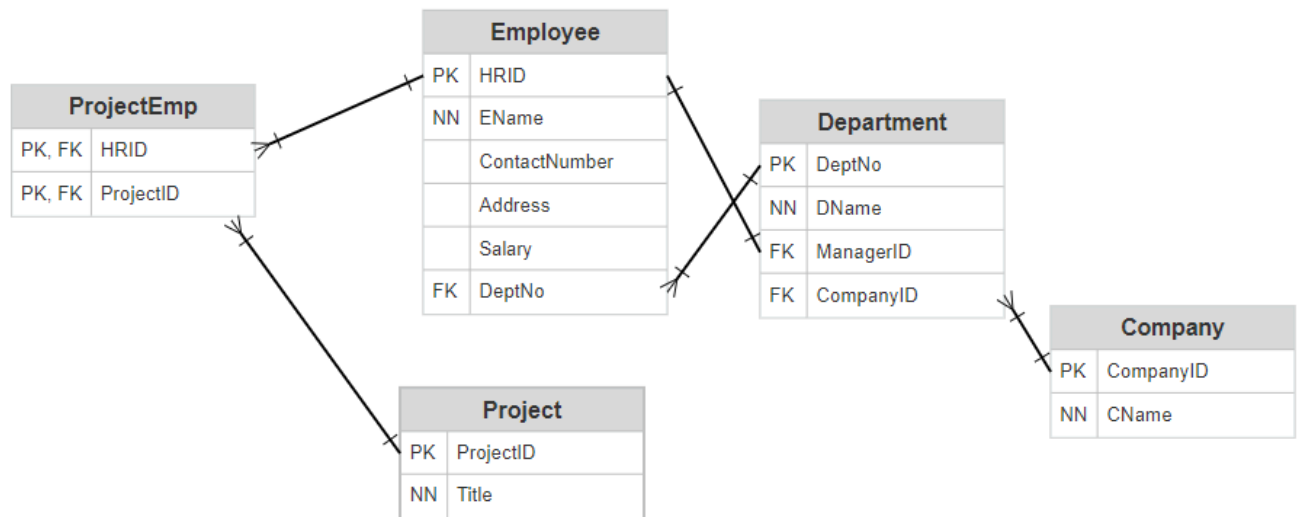 Employee
PK HRID
NN EName
ContactNumber
Address
Salary
FK DeptNo
ProjectEmp
PK, FK HRID
PK, FK ProjectID
Department
PK DeptNo
NN DName
FK ManagerID
FK CompanyID
Company
PK CompanyID
NN CName
Project
PK ProjectID
NN Title